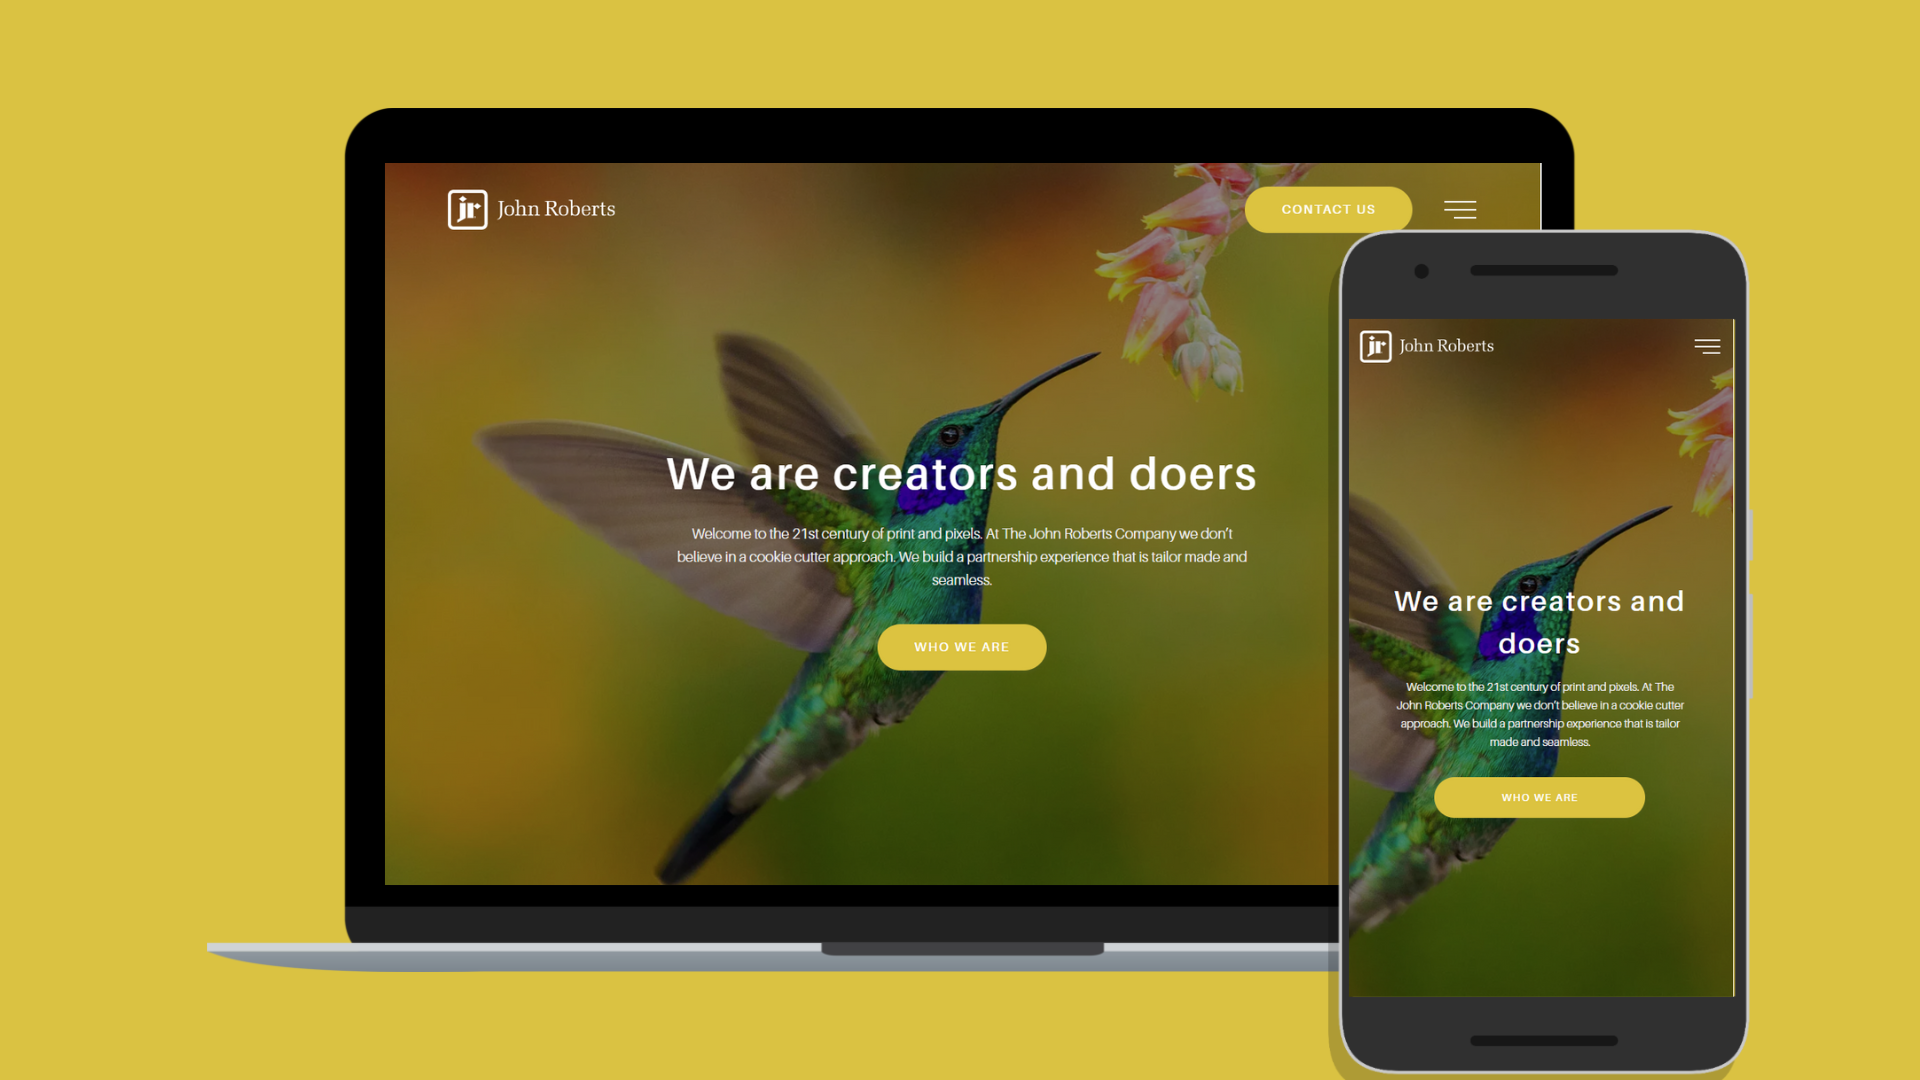 jr John Roberts
CONTACT US
We are creators and doers
Welcome to the 21st century of print and pixels. At The John Roberts Company we don’t
believe in a cookie cutter approach. We build a partnership experience that is tailor made and
seamless.
WHO WE ARE
jr John Roberts
We are creators and
doers
Welcome to the 21st century of print and pixels. At The
John Roberts Company we don’t believe in a cookie cutter
approach. We build a partnership experience that is tailor
made and seamless.
WHO WE ARE